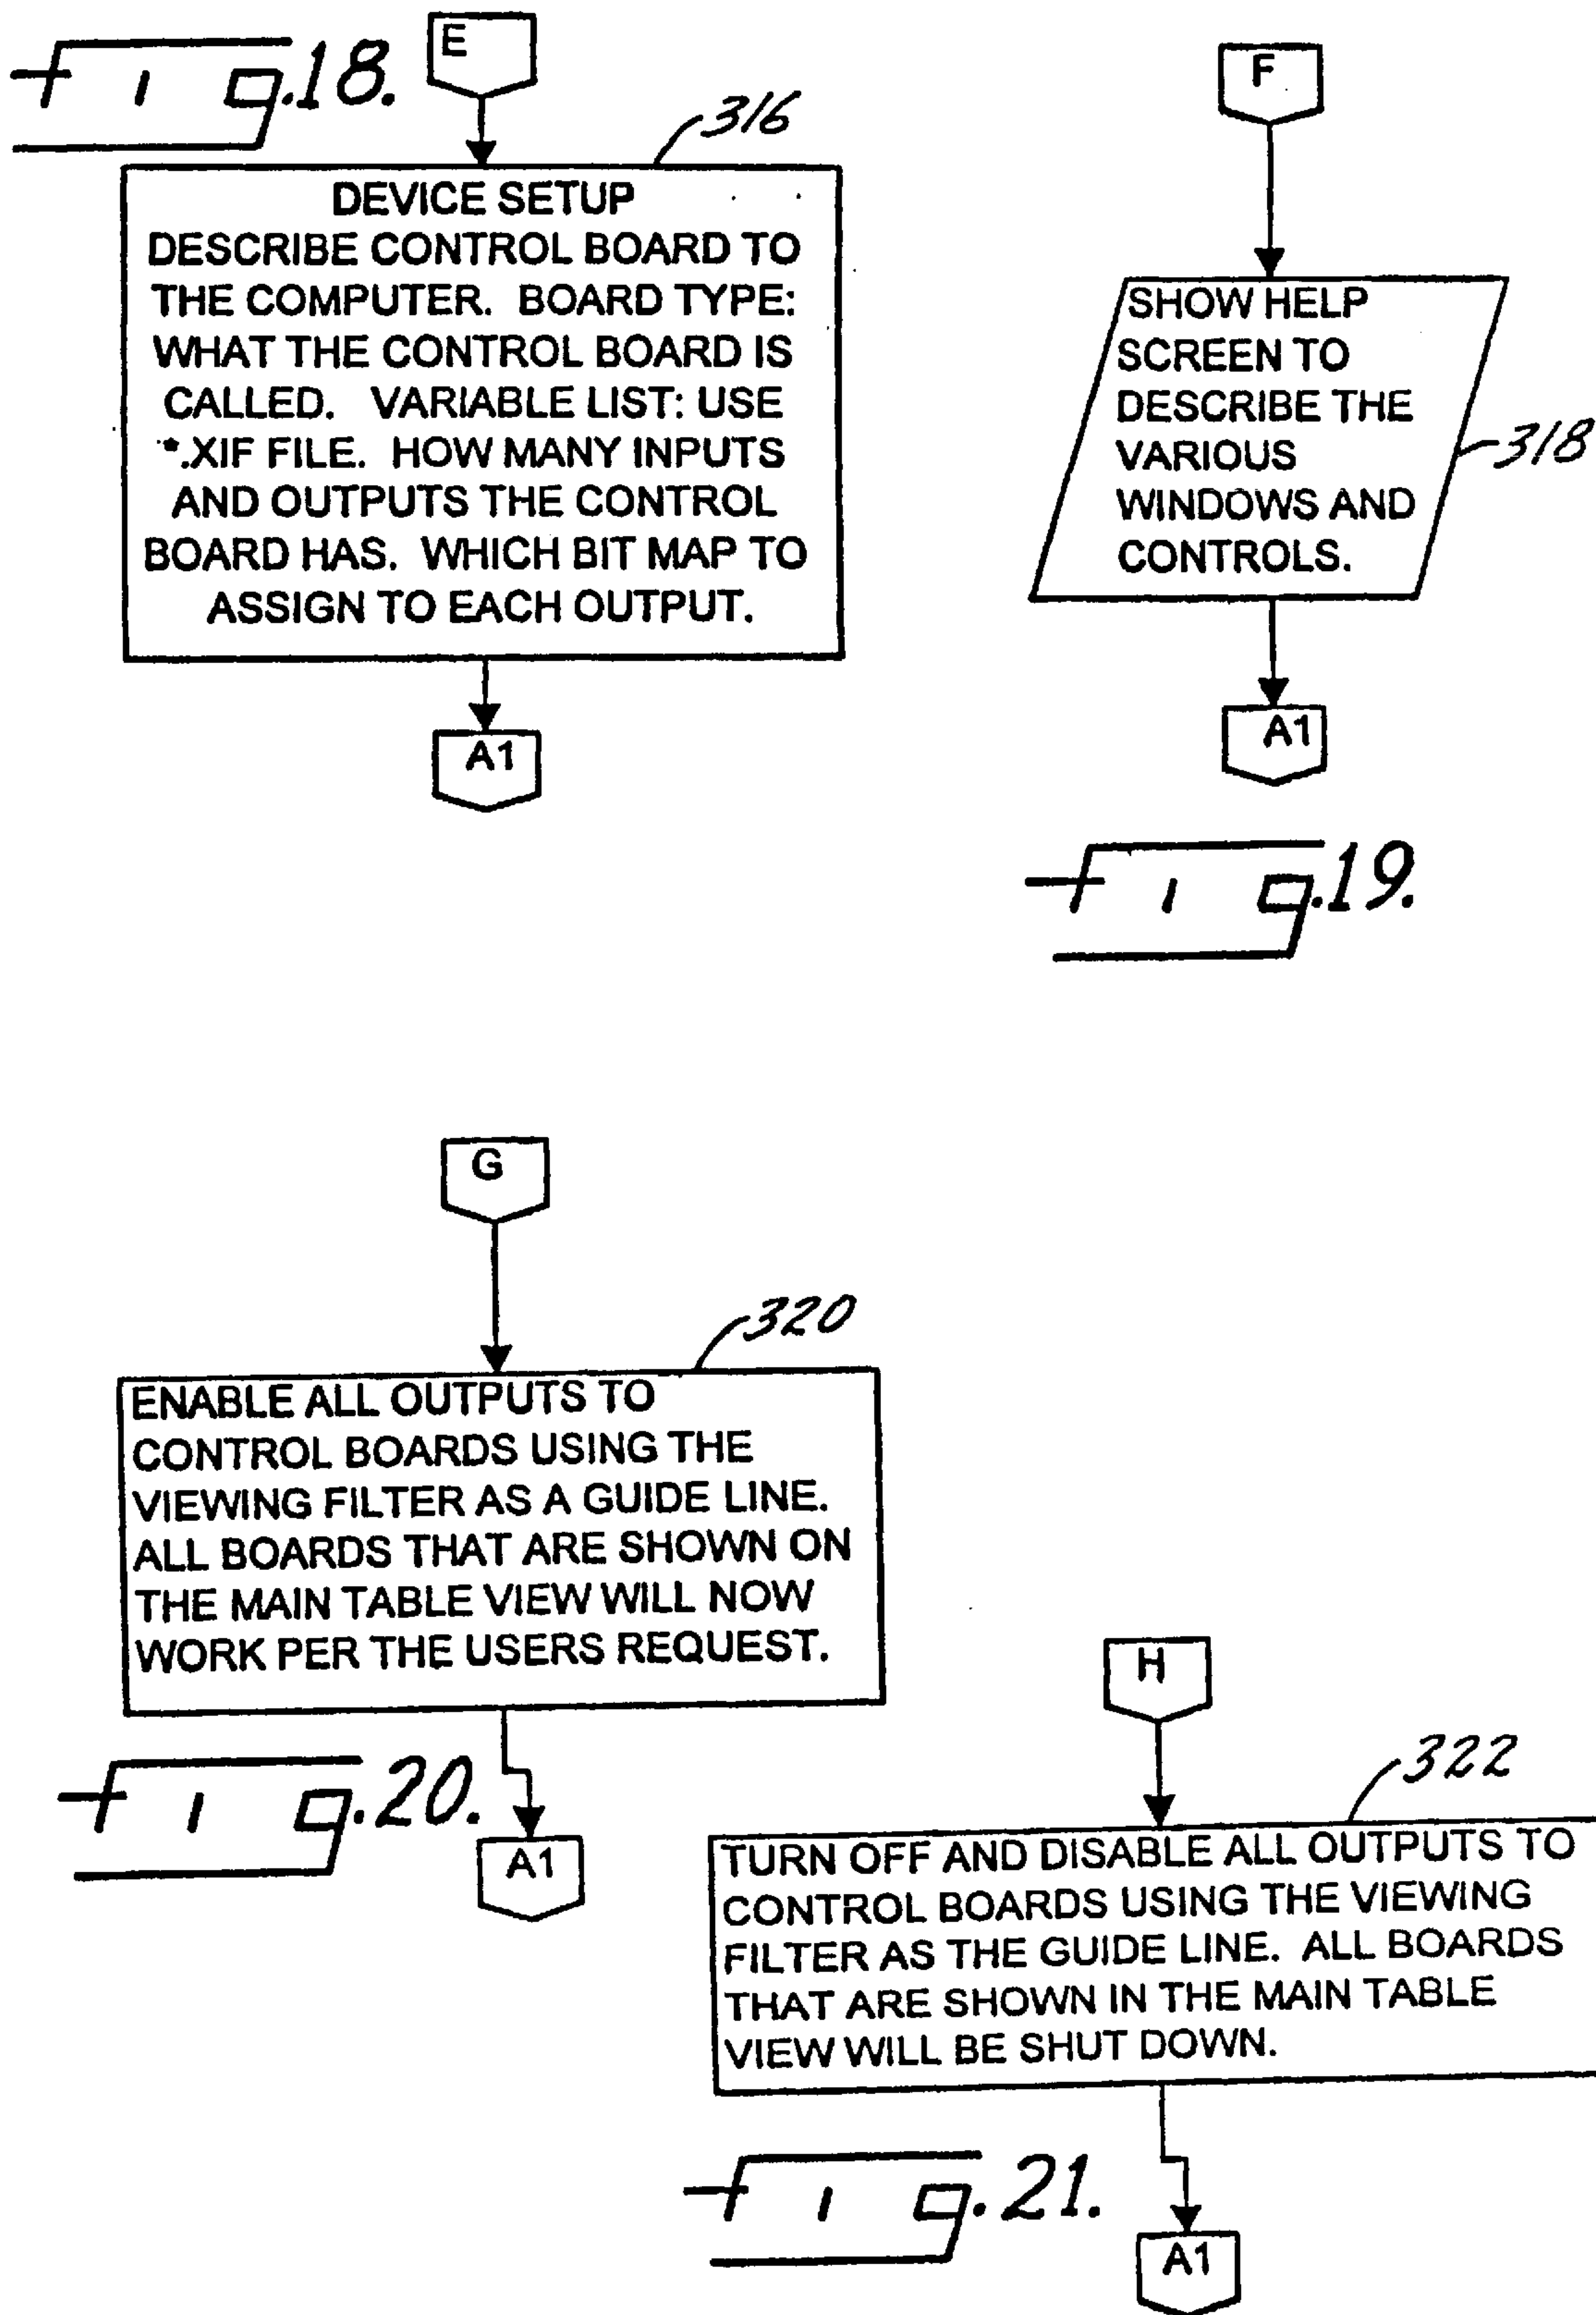 Fig. 18.
E
316
DEVICE SETUP
DESCRIBE CONTROL BOARD TO
THE COMPUTER. BOARD TYPE:
WHAT THE CONTROL BOARD IS
CALLED. VARIABLE LIST: USE
*.XIF FILE. HOW MANY INPUTS
AND OUTPUTS THE CONTROL
BOARD HAS. WHICH BIT MAP TO
ASSIGN TO EACH OUTPUT.
A1
F
SHOW HELP
SCREEN TO
DESCRIBE THE
VARIOUS
WINDOWS AND
CONTROLS.
318
A1
Fig. 19.
G
320
ENABLE ALL OUTPUTS TO
CONTROL BOARDS USING THE
VIEWING FILTER AS A GUIDE LINE.
ALL BOARDS THAT ARE SHOWN ON
THE MAIN TABLE VIEW WILL NOW
WORK PER THE USERS REQUEST.
Fig. 20.
A1
H
322
TURN OFF AND DISABLE ALL OUTPUTS TO
CONTROL BOARDS USING THE VIEWING
FILTER AS THE GUIDE LINE. ALL BOARDS
THAT ARE SHOWN IN THE MAIN TABLE
VIEW WILL BE SHUT DOWN.
Fig. 21.
A1